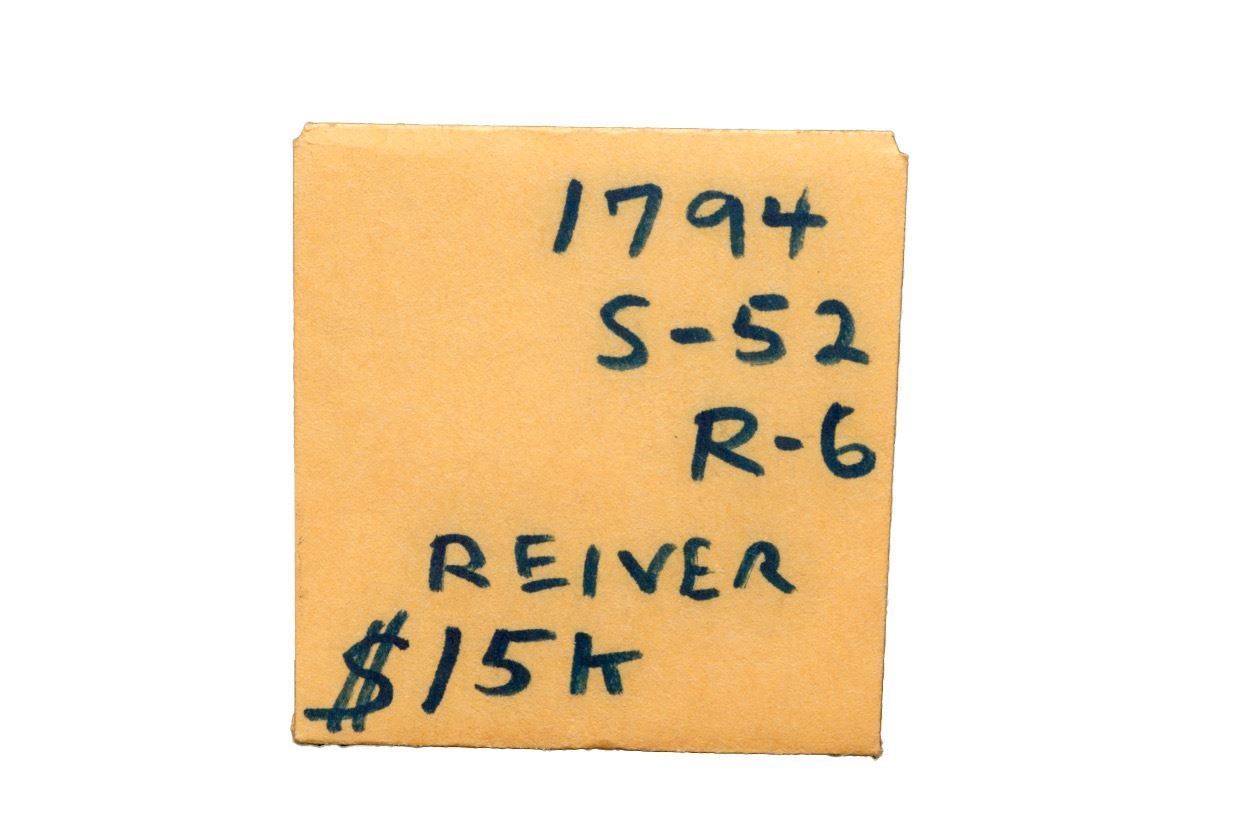 1794
S-52
R-6
REIVER
$15K